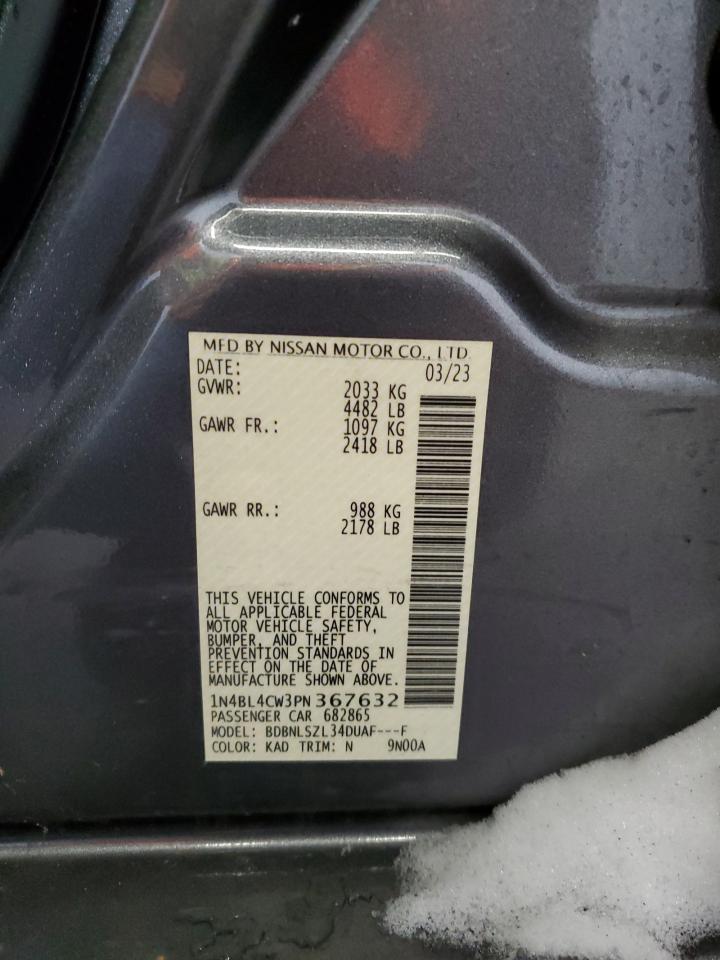 MFD BY NISSAN MOTOR CO., LTD.
DATE: 03/23
GVWR: 2033 KG
4482 LB
GAWR FR.: 1097 KG
2418 LB
GAWR RR.: 988 KG
2178 LB
THIS VEHICLE CONFORMS TO
ALL APPLICABLE FEDERAL
MOTOR VEHICLE SAFETY,
BUMPER, AND THEFT
PREVENTION STANDARDS IN
EFFECT ON THE DATE OF
MANUFACTURE SHOWN ABOVE.
1N4BL4CW3PN367632
PASSENGER CAR 682865
MODEL: BDBNLSZL34DUAF---F
COLOR: KAD TRIM: N 9N00A